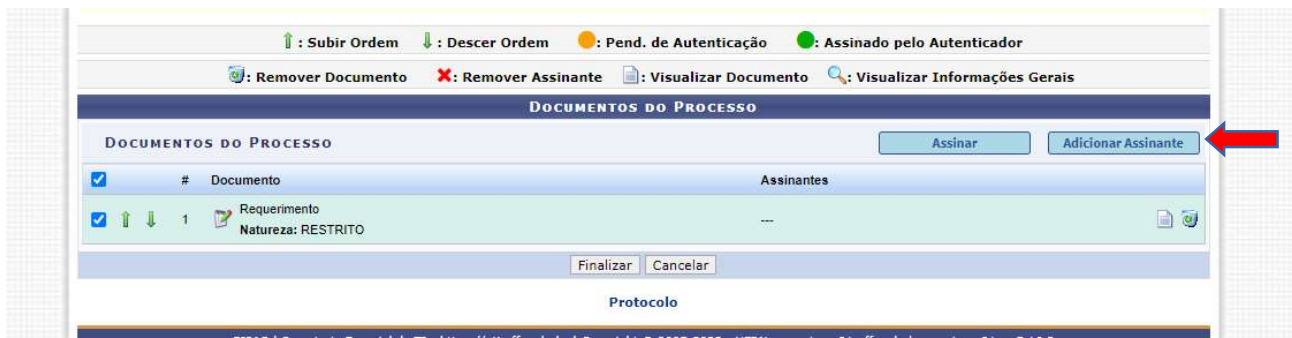 : Subir Ordem : Descer Ordem : Pend. de Autenticação : Assinado pelo Autenticador
: Remover Documento : Remover Assinante : Visualizar Documento : Visualizar Informações Gerais
Documentos do Processo
Documentos do Processo Assinar Adicionar Assinante
# Documento Assinantes
1 Requerimento ---
Natureza: RESTRITO
Finalizar Cancelar
Protocolo